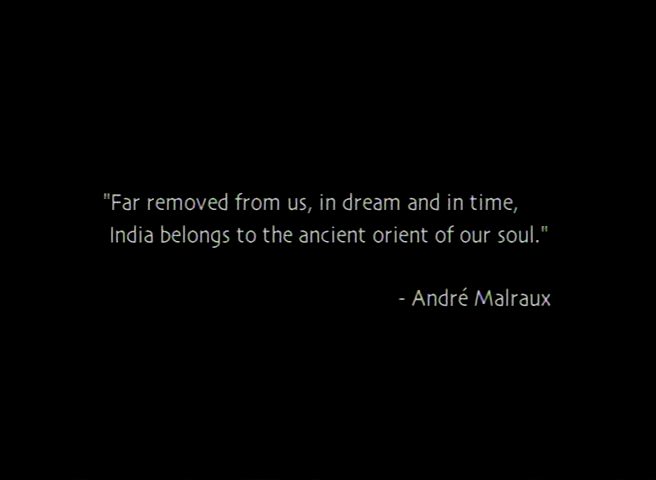 "Far removed from us, in dream and in time,
India belongs to the ancient orient of our soul."
- André Malraux